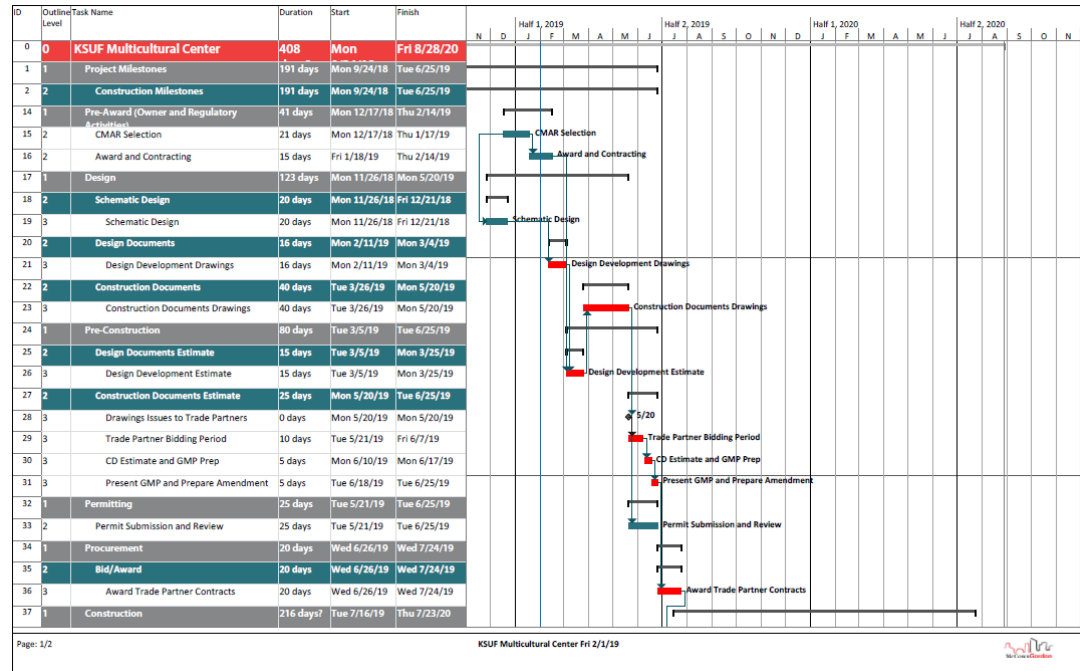 ID Outline Level Task Name Duration Start Finish
Half 1, 2019 Half 2, 2019 Half 1, 2020 Half 2, 2020
N D J F M A M J J A S O N D J F M A M J J A S O N
0 0 KSUF Multicultural Center 408 Mon Fri 8/28/20
1 1 Project Milestones 191 days Mon 9/24/18 Tue 6/25/19
2 2 Construction Milestones 191 days Mon 9/24/18 Tue 6/25/19
14 1 Pre-Award (Owner and Regulatory Activities) 41 days Mon 12/17/18 Thu 2/14/19
15 2 CMAR Selection 21 days Mon 12/17/18 Thu 1/17/19 CMAR Selection
16 2 Award and Contracting 15 days Fri 1/18/19 Thu 2/14/19 Award and Contracting
17 1 Design 123 days Mon 11/26/18 Mon 5/20/19
18 2 Schematic Design 20 days Mon 11/26/18 Fri 12/21/18
19 3 Schematic Design 20 days Mon 11/26/18 Fri 12/21/18 Schematic Design
20 2 Design Documents 16 days Mon 2/11/19 Mon 3/4/19
21 3 Design Development Drawings 16 days Mon 2/11/19 Mon 3/4/19 Design Development Drawings
22 2 Construction Documents 40 days Tue 3/26/19 Mon 5/20/19
23 3 Construction Documents Drawings 40 days Tue 3/26/19 Mon 5/20/19 Construction Documents Drawings
24 1 Pre-Construction 80 days Tue 3/5/19 Tue 6/25/19
25 2 Design Documents Estimate 15 days Tue 3/5/19 Mon 3/25/19
26 3 Design Development Estimate 15 days Tue 3/5/19 Mon 3/25/19 Design Development Estimate
27 2 Construction Documents Estimate 25 days Mon 5/20/19 Tue 6/25/19
28 3 Drawings Issues to Trade Partners 0 days Mon 5/20/19 Mon 5/20/19 5/20
29 3 Trade Partner Bidding Period 10 days Tue 5/21/19 Fri 6/7/19 Trade Partner Bidding Period
30 3 CD Estimate and GMP Prep 5 days Mon 6/10/19 Mon 6/17/19 CD Estimate and GMP Prep
31 3 Present GMP and Prepare Amendment 5 days Tue 6/18/19 Tue 6/25/19 Present GMP and Prepare Amendment
32 1 Permitting 25 days Tue 5/21/19 Tue 6/25/19
33 2 Permit Submission and Review 25 days Tue 5/21/19 Tue 6/25/19 Permit Submission and Review
34 1 Procurement 20 days Wed 6/26/19 Wed 7/24/19
35 2 Bid/Award 20 days Wed 6/26/19 Wed 7/24/19
36 3 Award Trade Partner Contracts 20 days Wed 6/26/19 Wed 7/24/19 Award Trade Partner Contracts
37 1 Construction 216 days? Tue 7/16/19 Thu 7/23/20
Page: 1/2 KSUF Multicultural Center Fri 2/1/19 McCownGordon